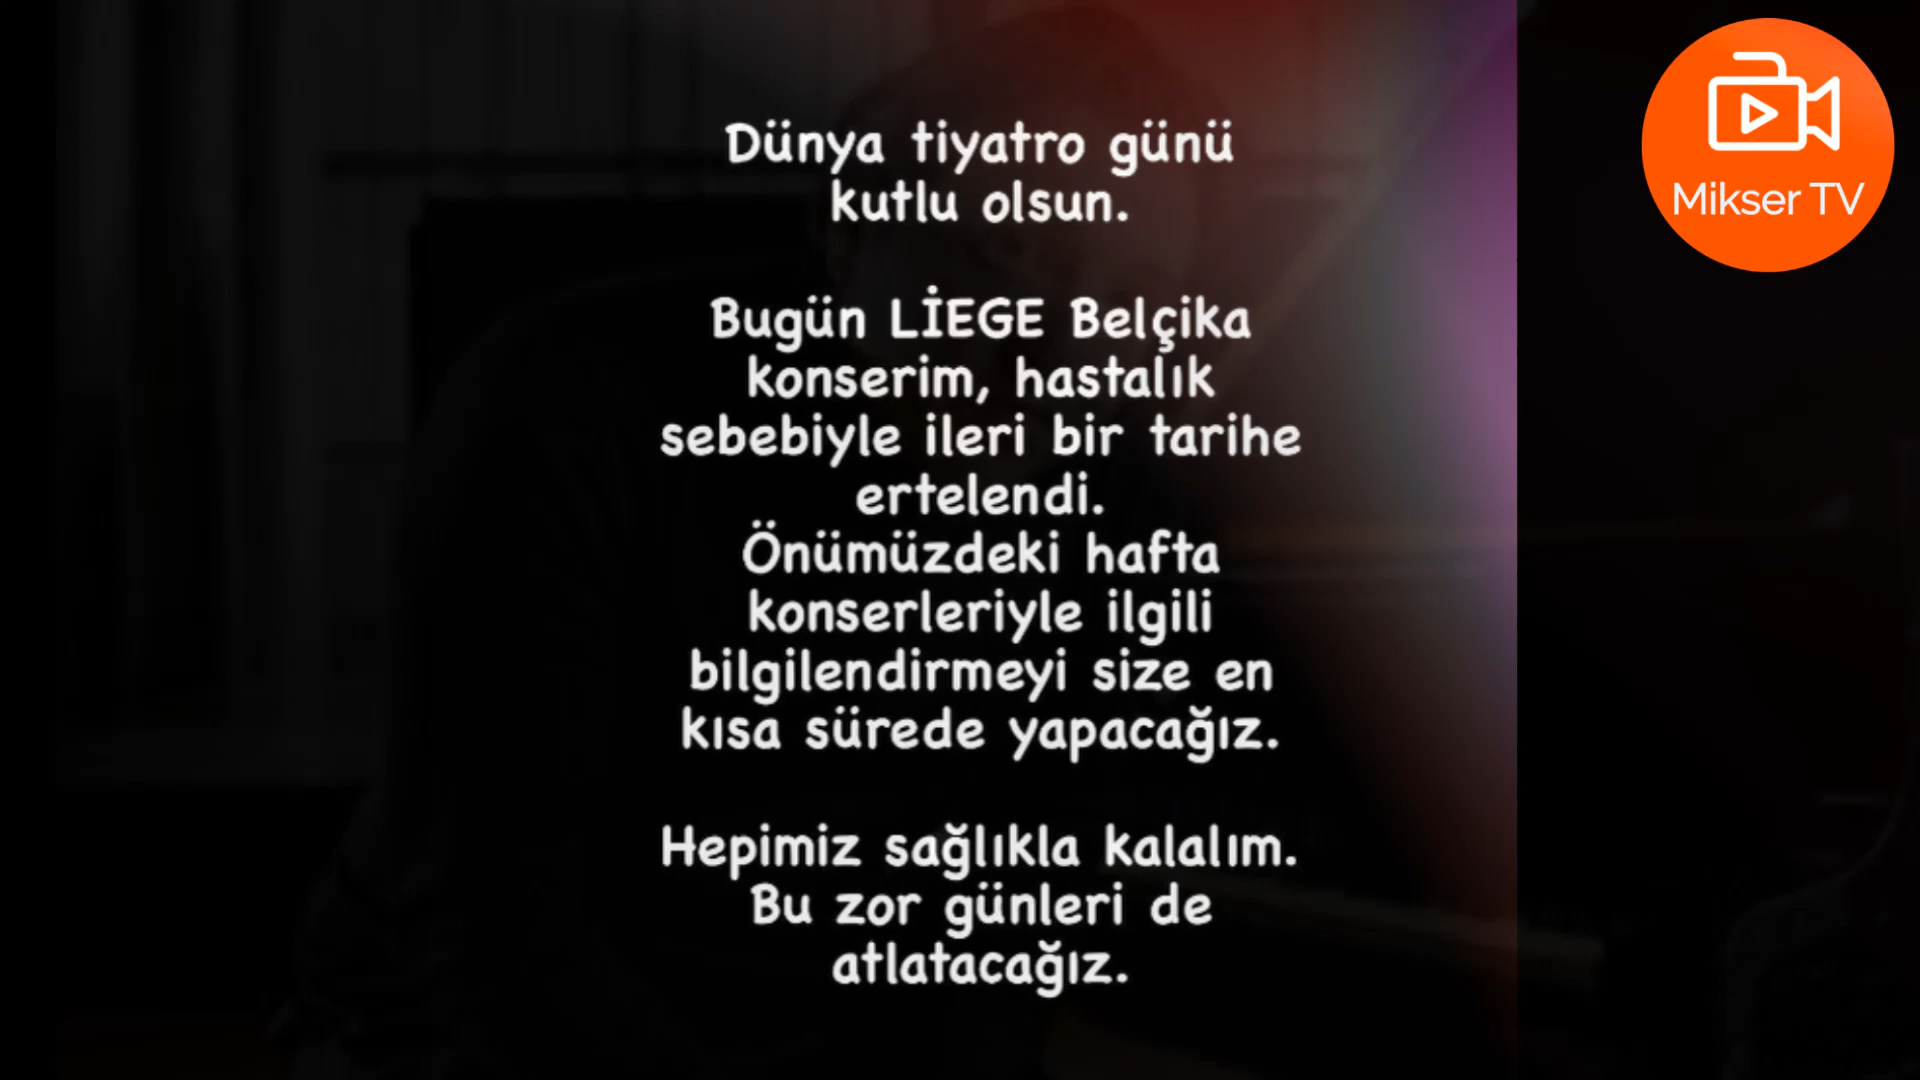 Dünya tiyatro günü
kutlu olsun.
Bugün LİEGE Belçika
konserim, hastalık
sebebiyle ileri bir tarihe
ertelendi.
Önümüzdeki hafta
konserleriyle ilgili
bilgilendirmeyi size en
kısa sürede yapacağız.
Hepimiz sağlıkla kalalım.
Bu zor günleri de
atlatacağız.
Mikser TV